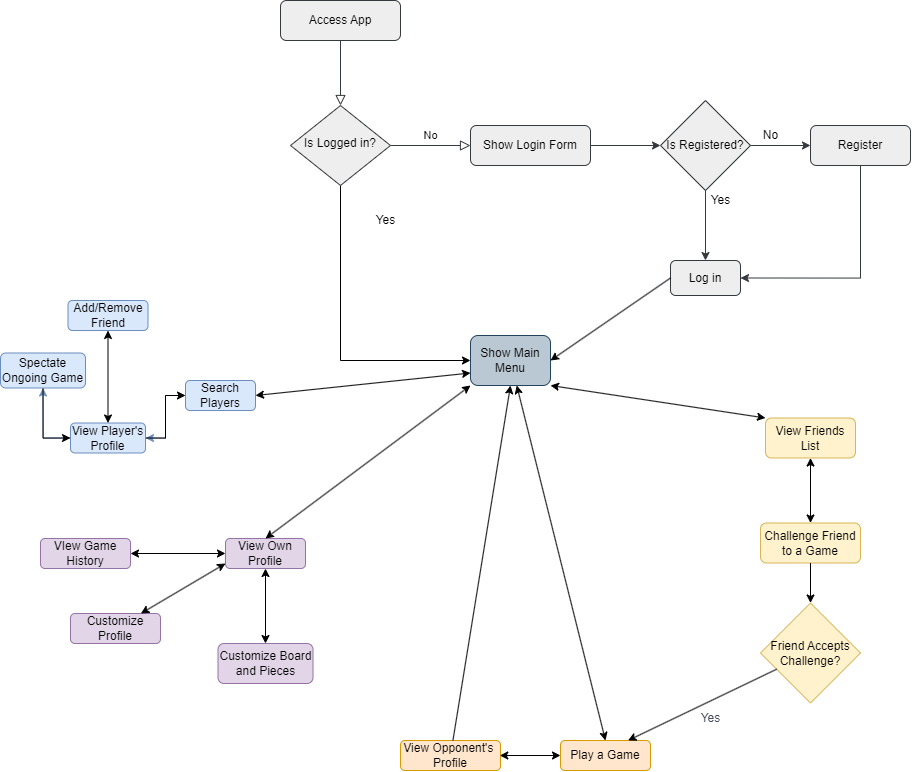 Access App
Is Logged in?
No
Show Login Form
Is Registered?
No
Register
Yes
Yes
Log in
Add/Remove
Friend
Show Main
Menu
Spectate
Ongoing Game
Search
Players
View Player's
Profile
View Friends
List
VIew Game
History
View Own
Profile
Challenge Friend
to a Game
Customize
Profile
Customize Board
and Pieces
Friend Accepts
Challenge?
Yes
View Opponent's
Profile
Play a Game